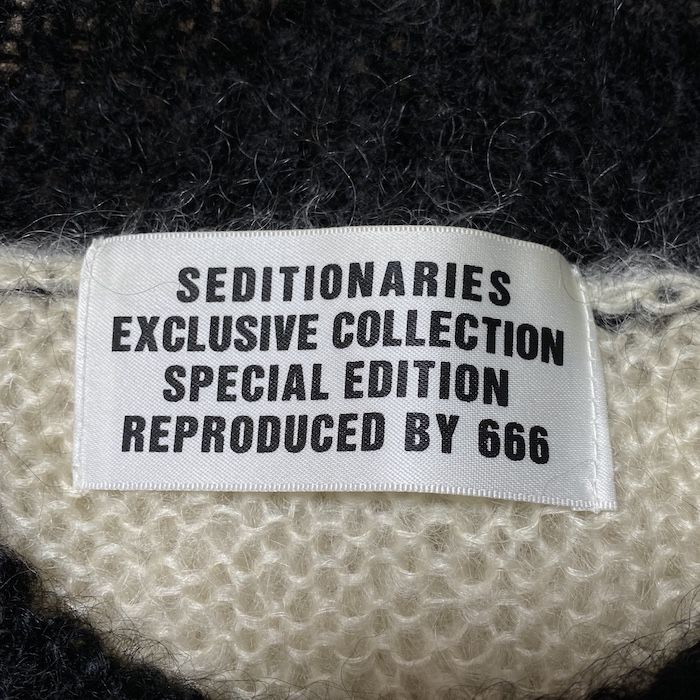 SEDITIONARIES
EXCLUSIVE COLLECTION
SPECIAL EDITION
REPRODUCED BY 666